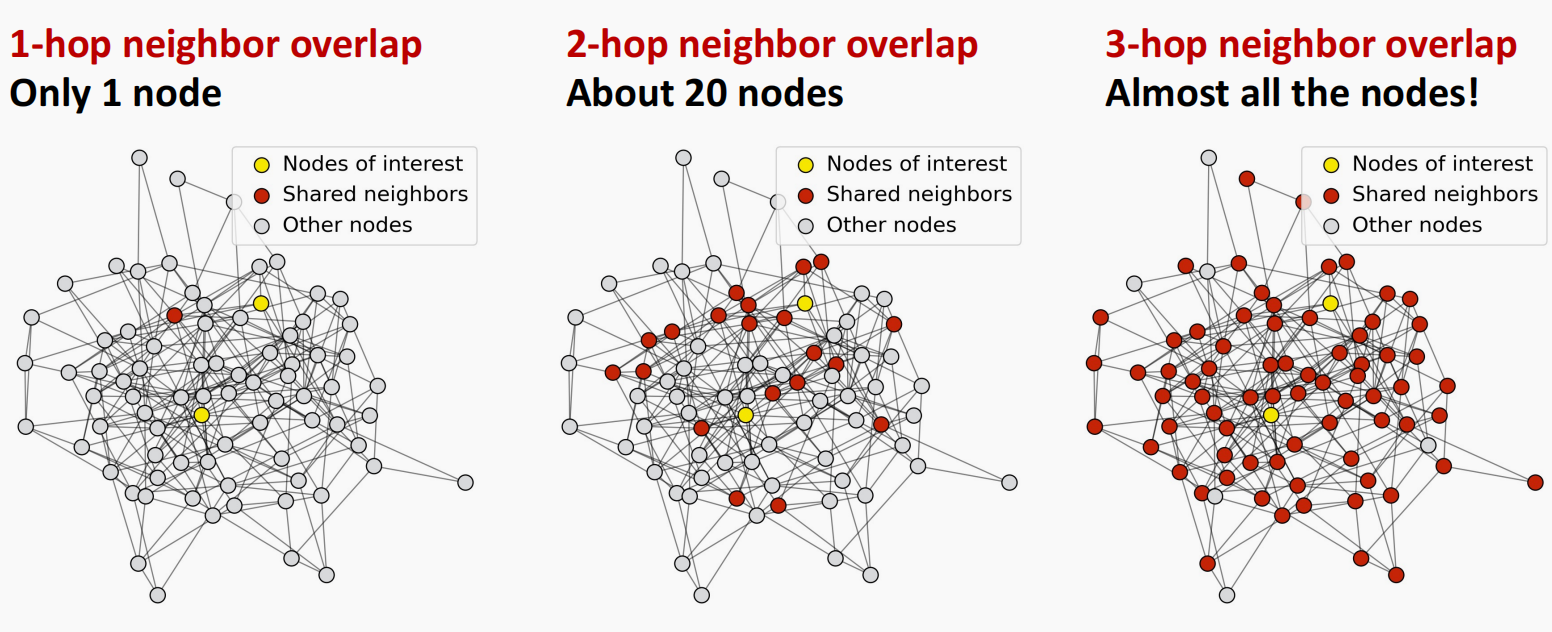 1-hop neighbor overlap
Only 1 node
Nodes of interest
Shared neighbors
Other nodes
2-hop neighbor overlap
About 20 nodes
Nodes of interest
Shared neighbors
Other nodes
3-hop neighbor overlap
Almost all the nodes!
Nodes of interest
Shared neighbors
Other nodes